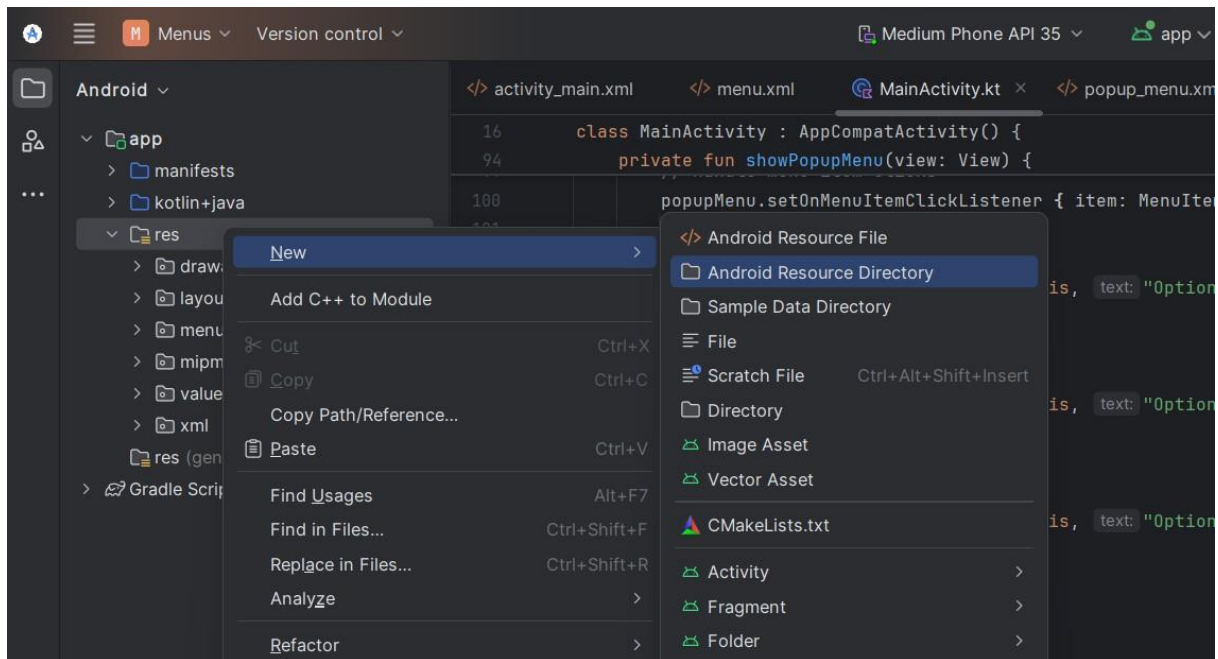 M Menus Version control Medium Phone API 35 app
Android
activity_main.xml menu.xml MainActivity.kt popup_menu.xm
app
manifests
kotlin+java
res
draw
layou
menu
mipm
value
xml
res (gen
Gradle Scrip
16 class MainActivity : AppCompatActivity() {
94 private fun showPopupMenu(view: View) {
100 popupMenu.setOnMenuItemClickListener { item: MenuIte
is, text: "Option
is, text: "Option
is, text: "Option
New
Add C++ to Module
Cut Ctrl+X
Copy Ctrl+C
Copy Path/Reference...
Paste Ctrl+V
Find Usages Alt+F7
Find in Files... Ctrl+Shift+F
Replace in Files... Ctrl+Shift+R
Analyze
Refactor
Android Resource File
Android Resource Directory
Sample Data Directory
File
Scratch File Ctrl+Alt+Shift+Insert
Directory
Image Asset
Vector Asset
CMakeLists.txt
Activity
Fragment
Folder